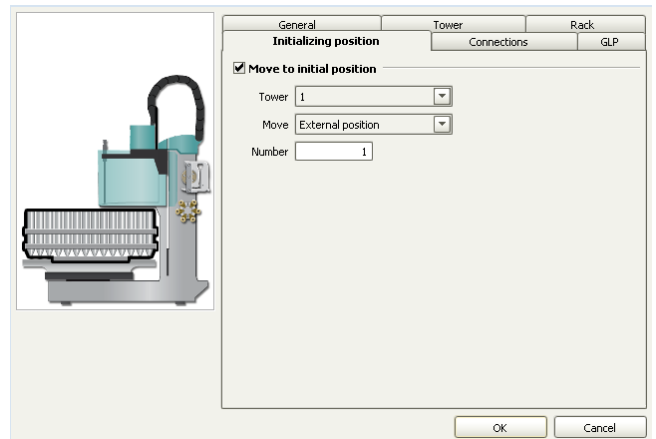 General Tower Rack
Initializing position Connections GLP
Move to initial position
Tower 1
Move External position
Number 1
OK Cancel